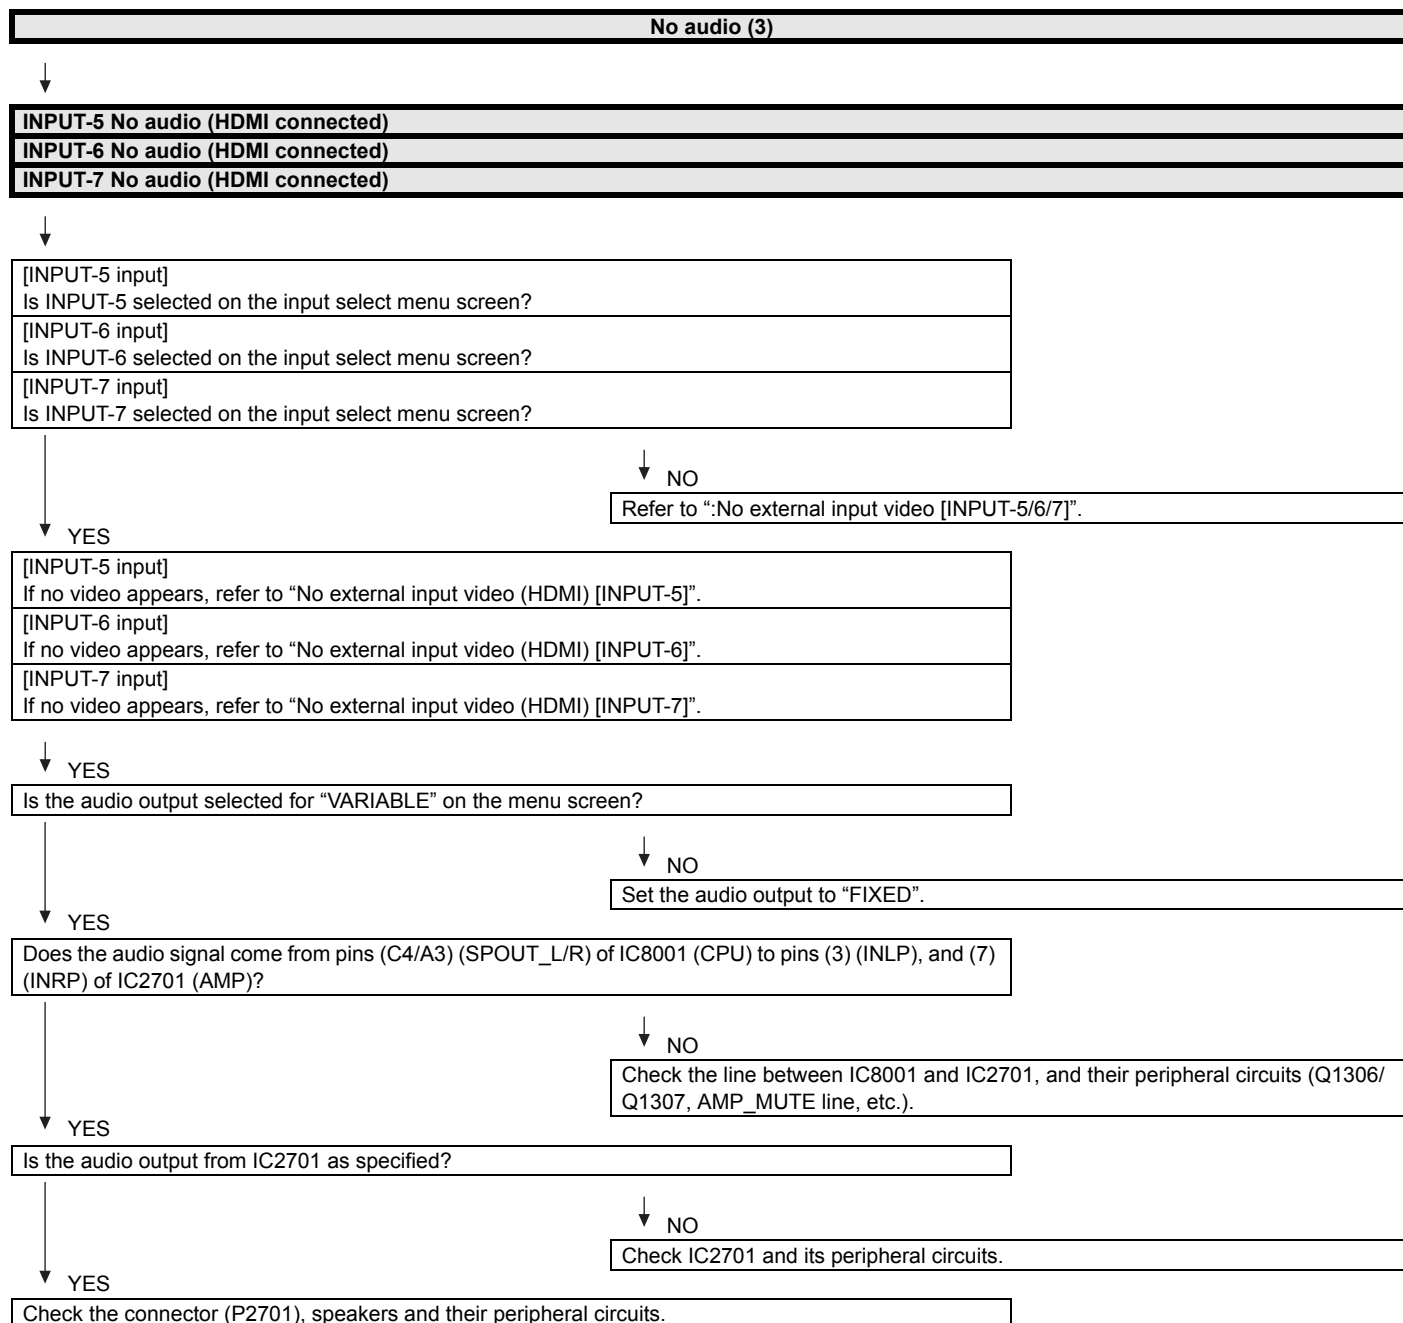 No audio (3)
INPUT-5 No audio (HDMI connected)
INPUT-6 No audio (HDMI connected)
INPUT-7 No audio (HDMI connected)
[INPUT-5 input]
Is INPUT-5 selected on the input select menu screen?
[INPUT-6 input]
Is INPUT-6 selected on the input select menu screen?
[INPUT-7 input]
Is INPUT-7 selected on the input select menu screen?
NO
Refer to “:No external input video [INPUT-5/6/7]”.
YES
[INPUT-5 input]
If no video appears, refer to “No external input video (HDMI) [INPUT-5]”.
[INPUT-6 input]
If no video appears, refer to “No external input video (HDMI) [INPUT-6]”.
[INPUT-7 input]
If no video appears, refer to “No external input video (HDMI) [INPUT-7]”.
YES
Is the audio output selected for “VARIABLE” on the menu screen?
NO
Set the audio output to “FIXED”.
YES
Does the audio signal come from pins (C4/A3) (SPOUT_L/R) of IC8001 (CPU) to pins (3) (INLP), and (7)
(INRP) of IC2701 (AMP)?
NO
Check the line between IC8001 and IC2701, and their peripheral circuits (Q1306/
Q1307, AMP_MUTE line, etc.).
YES
Is the audio output from IC2701 as specified?
NO
Check IC2701 and its peripheral circuits.
YES
Check the connector (P2701), speakers and their peripheral circuits.